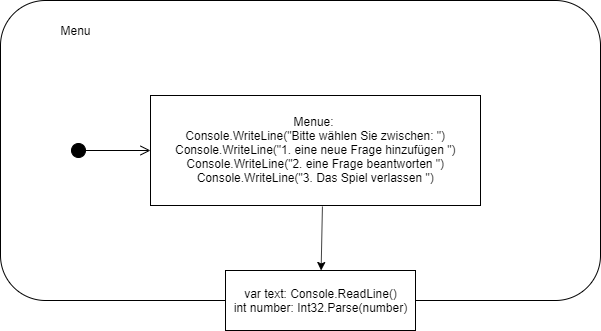 Menu
Menue:
Console.WriteLine("Bitte wählen Sie zwischen: ")
Console.WriteLine("1. eine neue Frage hinzufügen ")
Console.WriteLine("2. eine Frage beantworten ")
Console.WriteLine("3. Das Spiel verlassen ")
var text: Console.ReadLine()
int number: Int32.Parse(number)